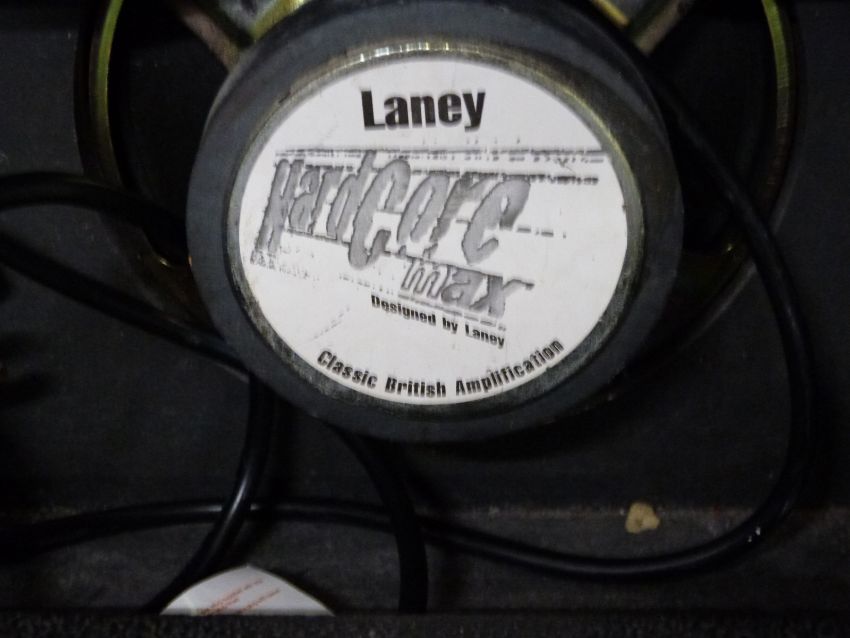 Laney
HardCore
max
Designed by Laney
Classic British Amplification